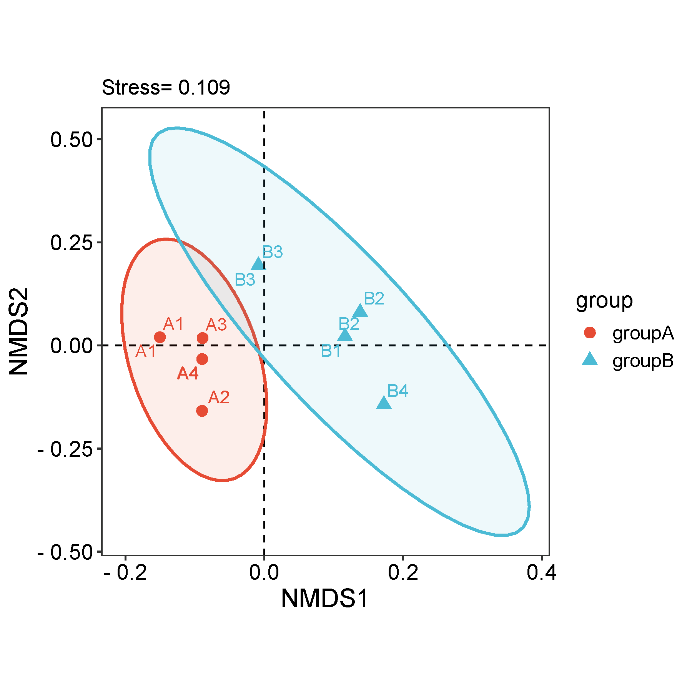 Stress= 0.109
0.50
0.25
0.00
- 0.25
- 0.50
NMDS2
B3
B3
B2
B2
B1
B4
A1
A3
A1
A4
A2
- 0.2
0.0
0.2
0.4
NMDS1
group
groupA
groupB